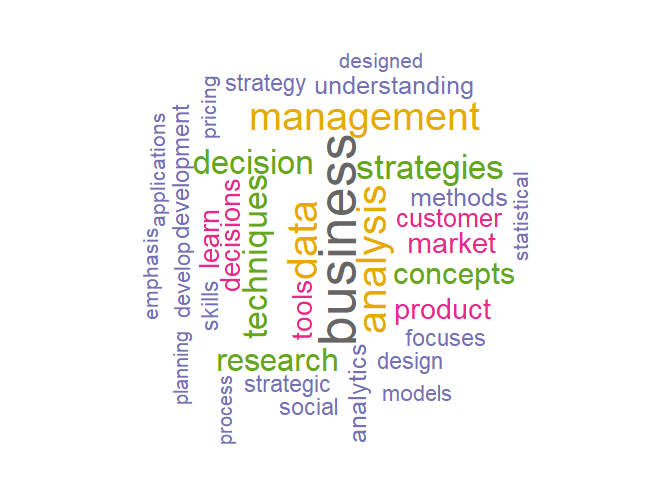 designed
strategy
understanding
pricing
management
applications
development
decision
strategies
business
techniques
data
analysis
learn
decisions
methods
statistical
customer
market
emphasis
develop
skills
tools
concepts
product
focuses
planning
research
design
process
strategic
social
analytics
models